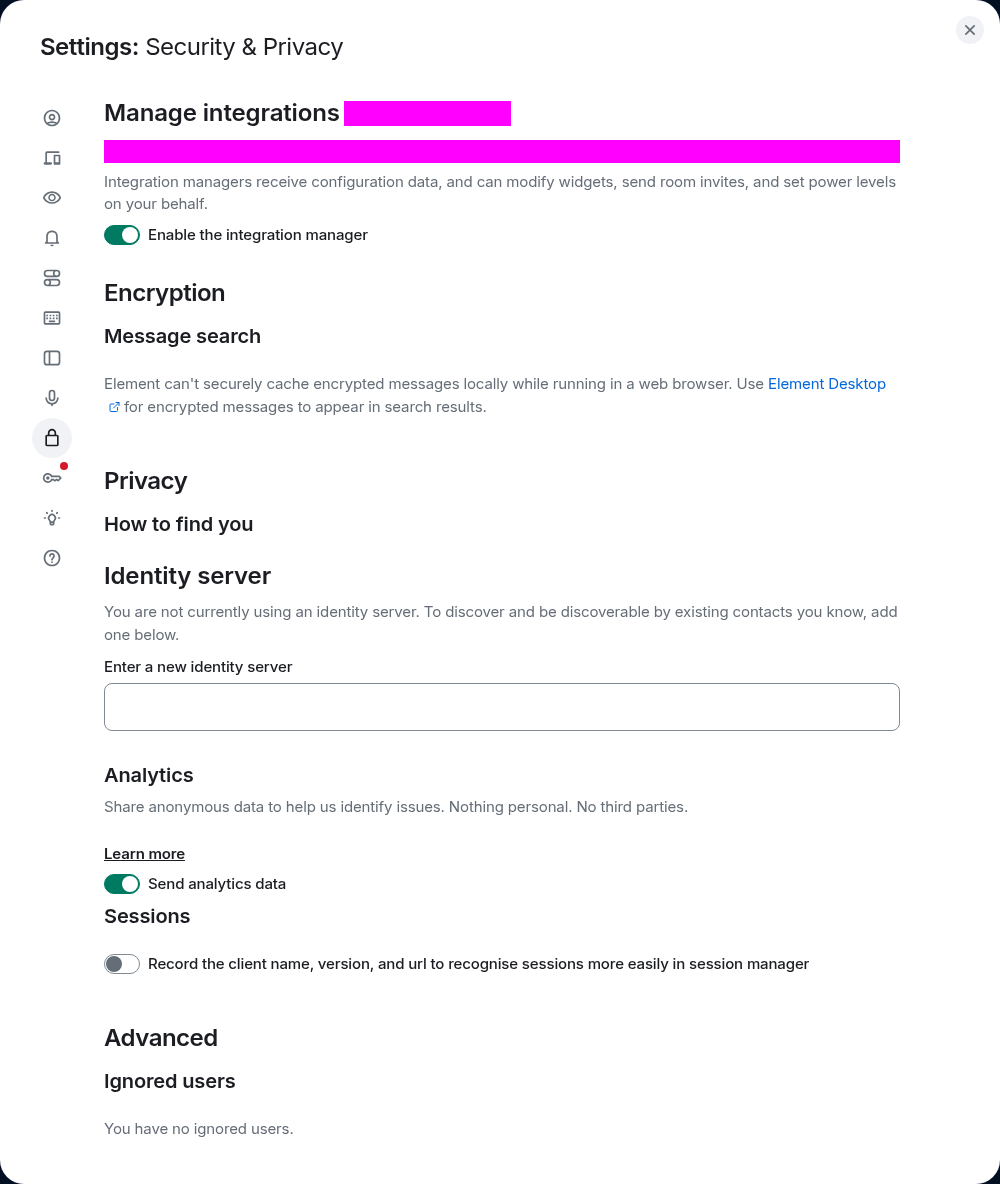 Settings: Security & Privacy
Manage integrations
Integration managers receive configuration data, and can modify widgets, send room invites, and set power levels
on your behalf.
Enable the integration manager
Encryption
Message search
Element can't securely cache encrypted messages locally while running in a web browser. Use Element Desktop
for encrypted messages to appear in search results.
Privacy
How to find you
Identity server
You are not currently using an identity server. To discover and be discoverable by existing contacts you know, add
one below.
Enter a new identity server
Analytics
Share anonymous data to help us identify issues. Nothing personal. No third parties.
Learn more
Send analytics data
Sessions
Record the client name, version, and url to recognise sessions more easily in session manager
Advanced
Ignored users
You have no ignored users.